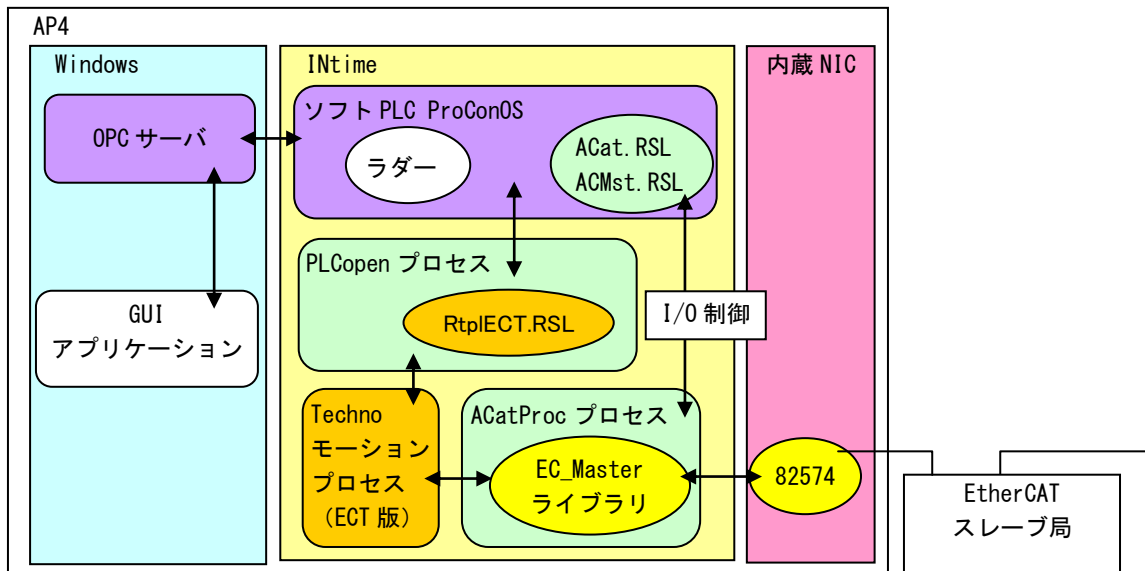 AP4
Windows
INtime
内蔵 NIC
OPC サーバ
ソフト PLC ProConOS
ラダー
ACat.RSL
ACMst.RSL
PLCopen プロセス
RtplECT.RSL
I/O 制御
GUI
アプリケーション
Techno
モーション
プロセス
(ECT 版)
ACatProc プロセス
EC_Master
ライブラリ
82574
EtherCAT
スレーブ局